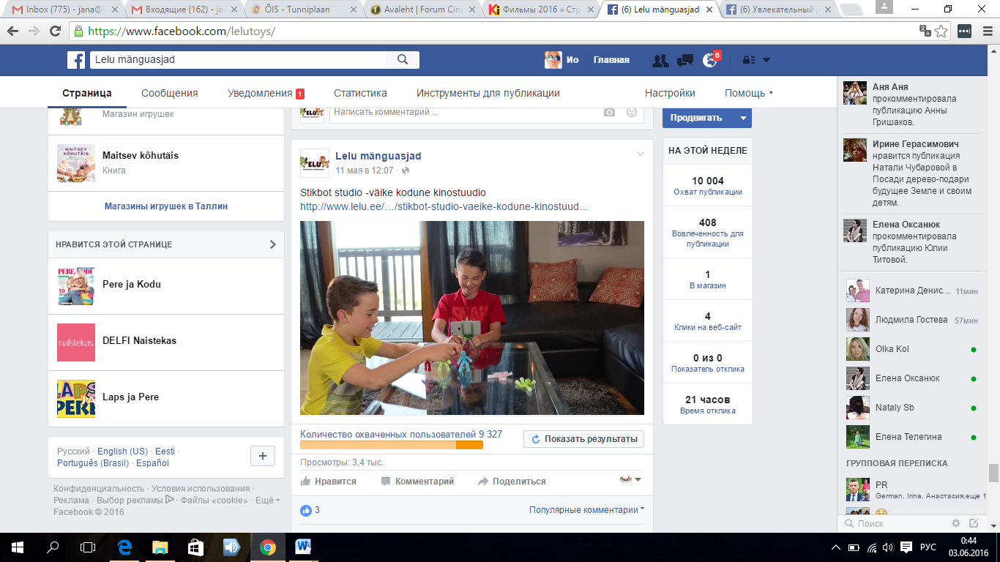 Inbox (775) - jana@
Входящие (162) - ja
ÕIS - Tunniplaan
Avaleht | Forum Cine
Фильмы 2016 » Стр
(6) Lelu mänguasjad
(6) Увлекательный
https://www.facebook.com/lelutoys/
Lelu mänguasjad
Ио
Главная
6
Страница
Сообщения
Уведомления 1
Статистика
Инструменты для публикации
Настройки
Помощь
Магазин игрушек
Maitsev kõhutäis
Книга
Магазины игрушек в Таллин
НРАВИТСЯ ЭТОЙ СТРАНИЦЕ
Pere ja Kodu
DELFI Naistekas
Laps ja Pere
Русский · English (US) · Eesti ·
Português (Brasil) · Español
Конфиденциальность · Условия использования ·
Реклама · Выбор рекламы · Файлы «cookie» · Ещё
Facebook © 2016
Написать комментарий ...
Lelu mänguasjad
11 мая в 12:07 ·
Stikbot studio -väike kodune kinostuudio
http://www.lelu.ee/…/stikbot-studio-vaeike-kodune-kinostuud…
Количество охваченных пользователей 9 327
Показать результаты
Просмотры: 3,4 тыс.
Нравится
Комментарий
Поделиться
3
Популярные комментарии
Продвигать
НА ЭТОЙ НЕДЕЛЕ
10 004
Охват публикации
408
Вовлеченность для
публикации
1
В магазин
4
Клики на веб-сайт
0 из 0
Показатель отклика
21 часов
Время отклика
Аня Аня
прокомментировала
публикацию Анны
Гришаков.
Ирине Герасимович
нравится публикация
Натали Чубаровой в
Посади дерево-подари
будущее Земле и своим
детям.
Елена Оксанюк
прокомментировала
публикацию Юлии
Титовой.
Катерина Денис... 11мин
Людмила Гостева 57мин
Olka Kol
Елена Оксанюк
Nataly Sb
Елена Телегина
ГРУППОВАЯ ПЕРЕПИСКА
PR
German, Irina, Анастасия,еще 1
Поиск
РУС
0:44
03.06.2016